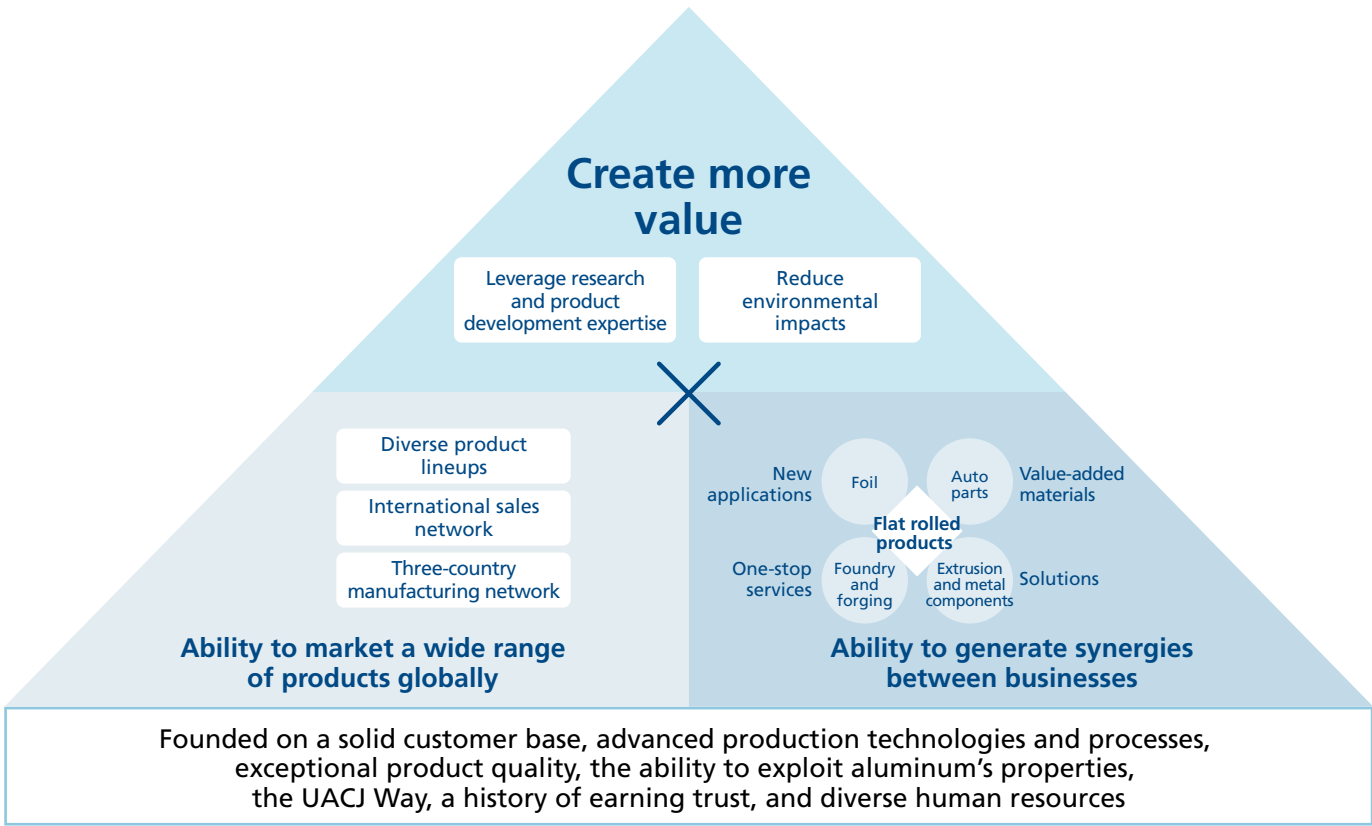 Create more
value
Leverage research
and product
development expertise
Reduce
environmental
impacts
Diverse product
lineups
International sales
network
Three-country
manufacturing network
Ability to market a wide range
of products globally
New
applications
Foil
Auto
parts
Value-added
materials
Flat rolled
products
One-stop
services
Foundry
and
forging
Extrusion
and metal
components
Solutions
Ability to generate synergies
between businesses
Founded on a solid customer base, advanced production technologies and processes,
exceptional product quality, the ability to exploit aluminum’s properties,
the UACJ Way, a history of earning trust, and diverse human resources